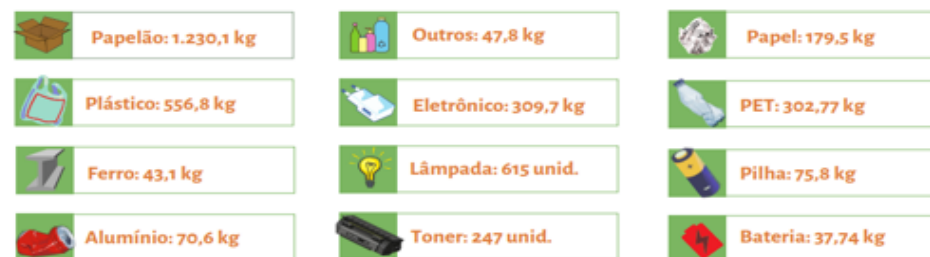 Papelão: 1.230,1 kg
Outros: 47,8 kg
Papel: 179,5 kg
Plástico: 556,8 kg
Eletrônico: 309,7 kg
PET: 302,77 kg
Ferro: 43,1 kg
Lâmpada: 615 unid.
Pilha: 75,8 kg
Alumínio: 70,6 kg
Toner: 247 unid.
Bateria: 37,74 kg